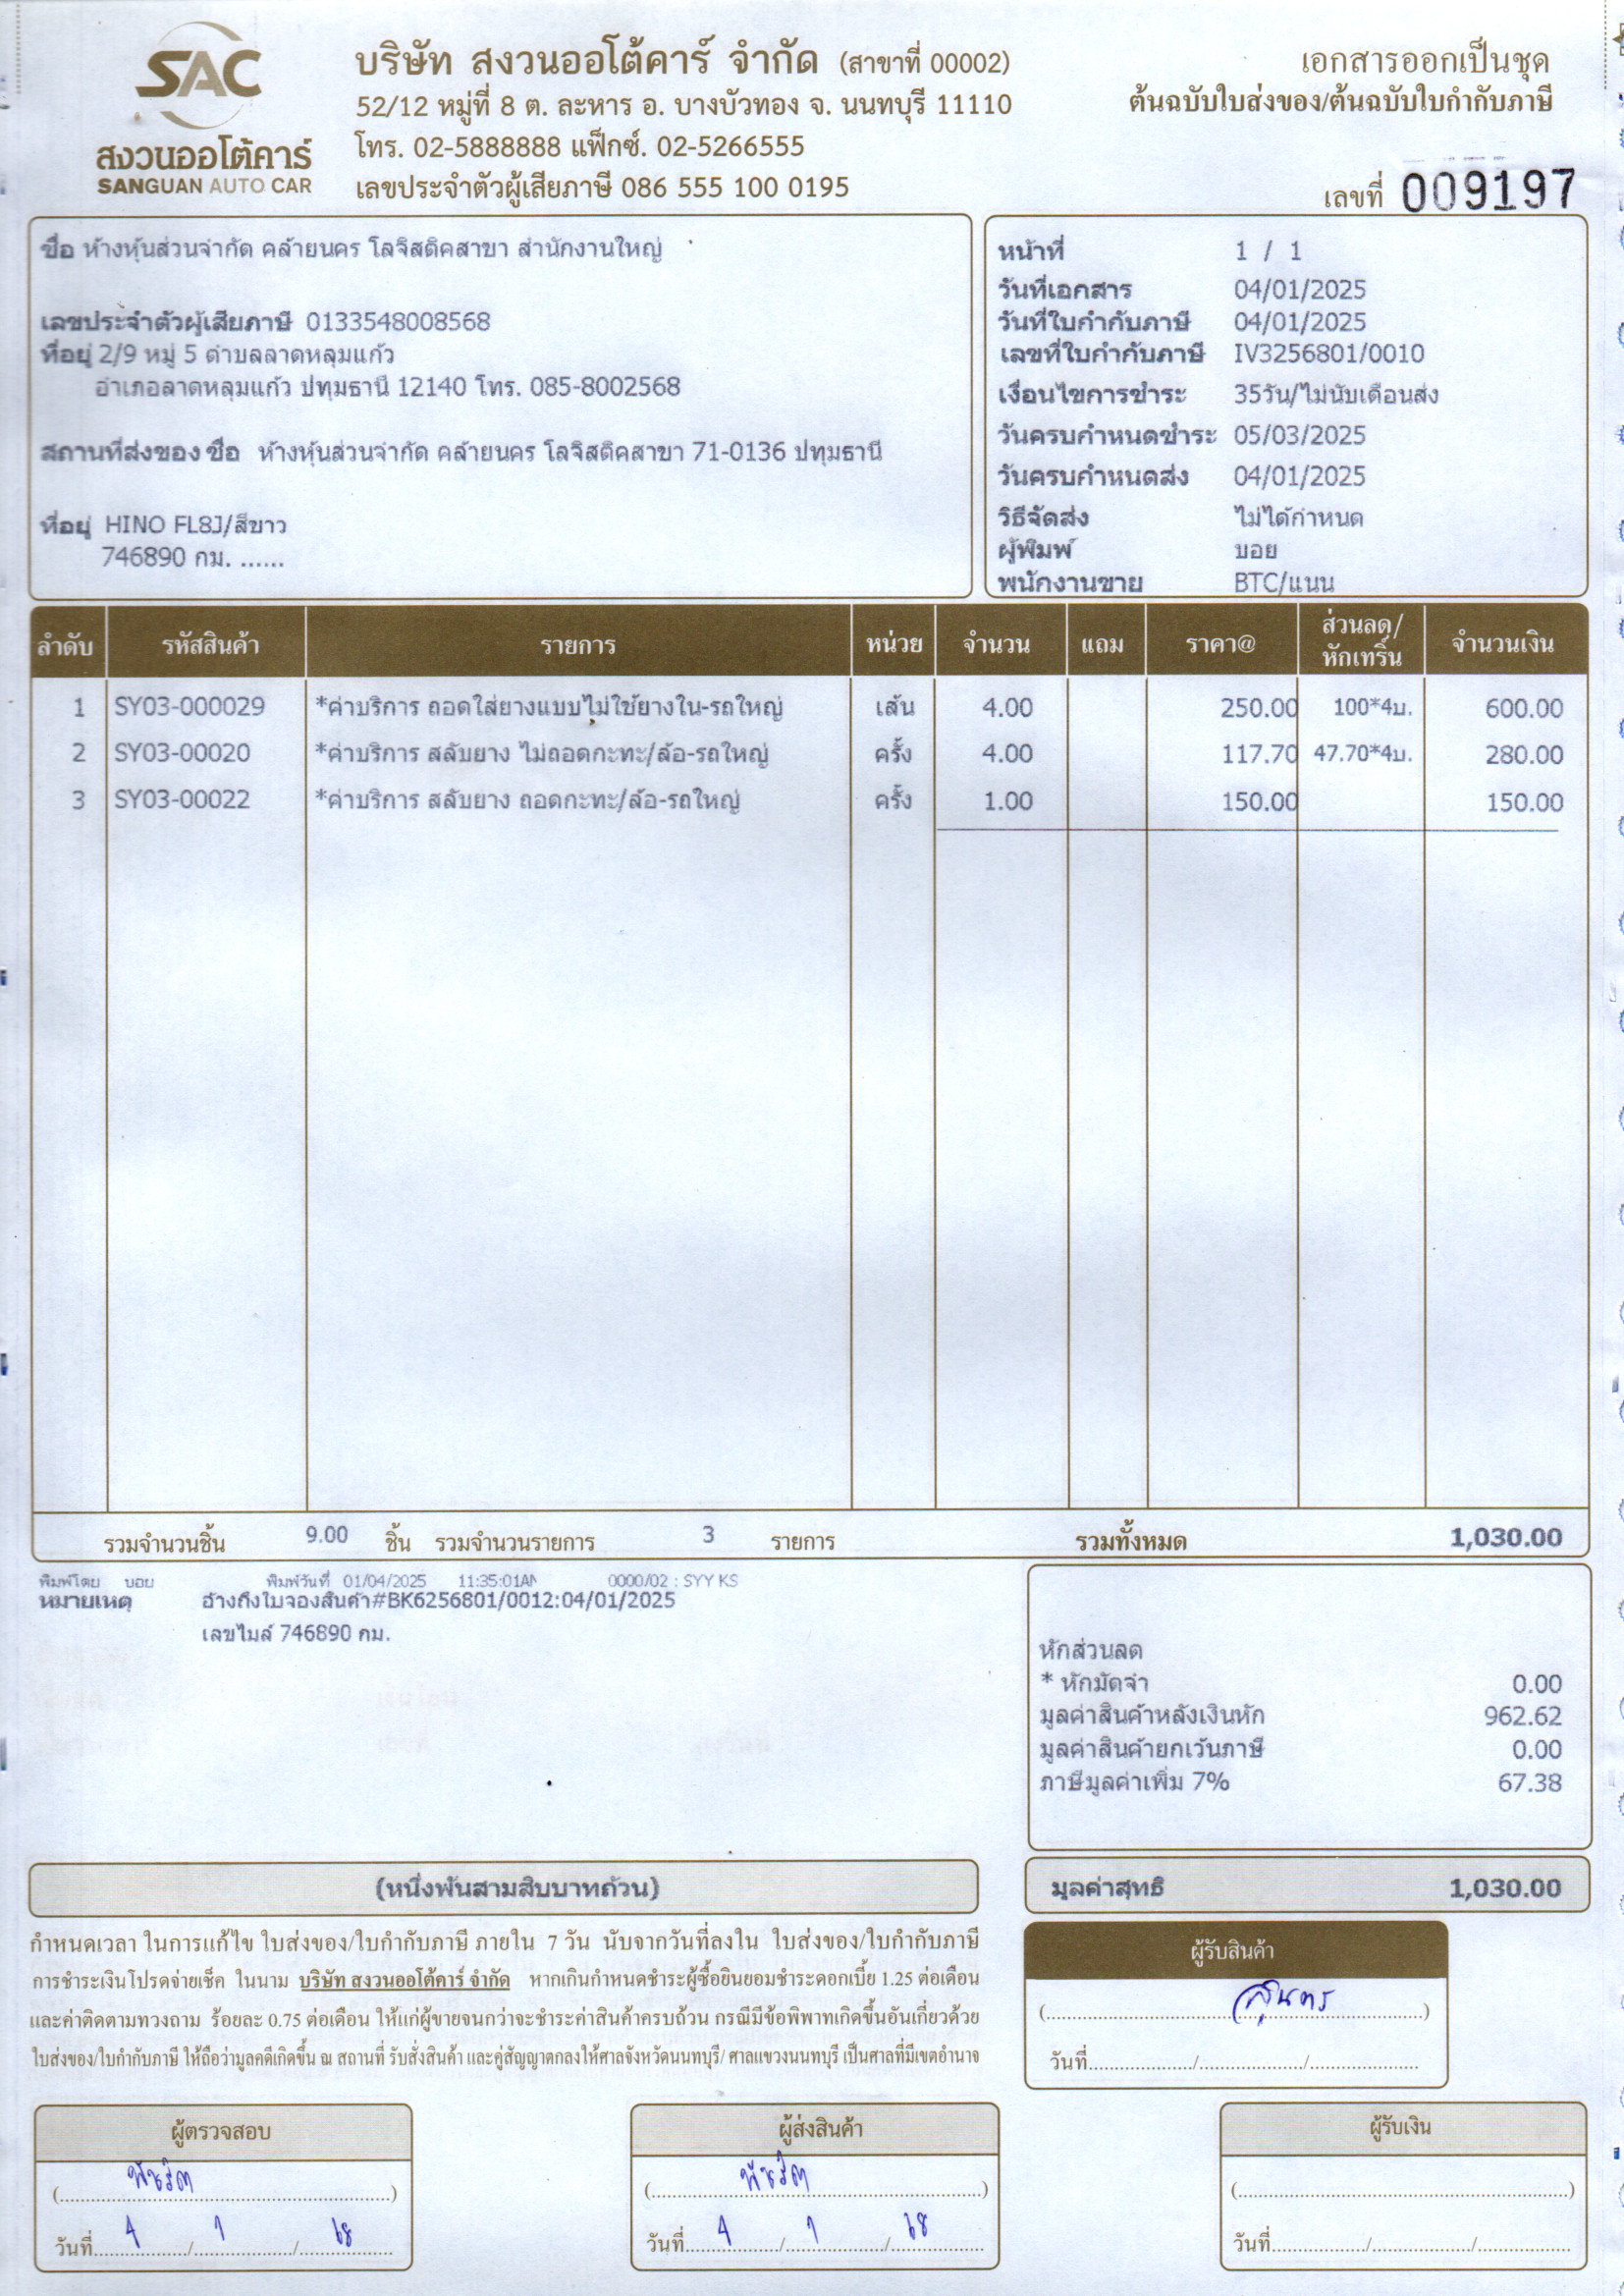 SAC
สงวนออโต้คาร์
SANGUAN AUTO CAR
บริษัท สงวนออโต้คาร์ จำกัด (สาขาที่ 00002)
52/12 หมู่ที่ 8 ต. ละหาร อ. บางบัวทอง จ. นนทบุรี 11110
โทร. 02-5888888 แฟ็กซ์. 02-5266555
เลขประจำตัวผู้เสียภาษี 086 555 100 0195
เอกสารออกเป็นชุด
ต้นฉบับใบส่งของ/ต้นฉบับใบกำกับภาษี
เลขที่ 009197
ชื่อ ห้างหุ้นส่วนจำกัด คล้ายนคร โลจิสติคสาขา สำนักงานใหญ่
เลขประจำตัวผู้เสียภาษี 0133548008568
ที่อยู่ 2/9 หมู่ 5 ตำบลลาดหลุมแก้ว
อำเภอลาดหลุมแก้ว ปทุมธานี 12140 โทร. 085-8002568
สถานที่ส่งของ ชื่อ ห้างหุ้นส่วนจำกัด คล้ายนคร โลจิสติคสาขา 71-0136 ปทุมธานี
ที่อยู่ HINO FL8J/สีขาว
746890 กม. ......
หน้าที่ 1 / 1
วันที่เอกสาร 04/01/2025
วันที่ใบกำกับภาษี 04/01/2025
เลขที่ใบกำกับภาษี IV3256801/0010
เงื่อนไขการชำระ 35วัน/ไม่นับเดือนส่ง
วันครบกำหนดชำระ 05/03/2025
วันครบกำหนดส่ง 04/01/2025
วิธีจัดส่ง ไม่ได้กำหนด
ผู้พิมพ์ บอย
พนักงานขาย BTC/แนน
ลำดับ รหัสสินค้า รายการ หน่วย จำนวน แถม ราคา@ ส่วนลด/หักเทริ์น จำนวนเงิน
1 SY03-000029 *ค่าบริการ ถอดใส่ยางแบบไม่ใช้ยางใน-รถใหญ่ เส้น 4.00 250.00 100*4บ. 600.00
2 SY03-00020 *ค่าบริการ สลับยาง ไม่ถอดกะทะ/ล้อ-รถใหญ่ ครั้ง 4.00 117.70 47.70*4บ. 280.00
3 SY03-00022 *ค่าบริการ สลับยาง ถอดกะทะ/ล้อ-รถใหญ่ ครั้ง 1.00 150.00 150.00
รวมจำนวนชิ้น 9.00 ชิ้น รวมจำนวนรายการ 3 รายการ รวมทั้งหมด 1,030.00
พิมพ์โดย บอย พิมพ์วันที่ 01/04/2025 11:35:01AM 0000/02 : SYY KS
หมายเหตุ อ้างถึงใบจองสินค้า#BK6256801/0012:04/01/2025
เลขไมล์ 746890 กม.
หักส่วนลด
* หักมัดจำ 0.00
มูลค่าสินค้าหลังเงินหัก 962.62
มูลค่าสินค้ายกเว้นภาษี 0.00
ภาษีมูลค่าเพิ่ม 7% 67.38
(หนึ่งพันสามสิบบาทถ้วน)
มูลค่าสุทธิ 1,030.00
กำหนดเวลา ในการแก้ไข ใบส่งของ/ใบกำกับภาษี ภายใน 7 วัน นับจากวันที่ลงใน ใบส่งของ/ใบกำกับภาษี
การชำระเงินโปรดจ่ายเช็ค ในนาม บริษัท สงวนออโต้คาร์ จำกัด หากเกินกำหนดชำระผู้ซื้อยินยอมชำระดอกเบี้ย 1.25 ต่อเดือน
และค่าติดตามทวงถาม ร้อยละ 0.75 ต่อเดือน ให้แก่ผู้ขายจนกว่าจะชำระค่าสินค้าครบถ้วน กรณีมีข้อพิพาทเกิดขึ้นอันเกี่ยวด้วย
ใบส่งของ/ใบกำกับภาษี ให้ถือว่ามูลคดีเกิดขึ้น ณ สถานที่ รับสั่งสินค้า และคู่สัญญาตกลงให้ศาลจังหวัดนนทบุรี/ ศาลแขวงนนทบุรี เป็นศาลที่มีเขตอำนาจ
ผู้รับสินค้า
(........สุนทร........)
วันที่......../......../........
ผู้ตรวจสอบ
วันที่ 4 / 1 / 68
ผู้ส่งสินค้า
วันที่ 4 / 1 / 68
ผู้รับเงิน
(................)
วันที่......../......../........